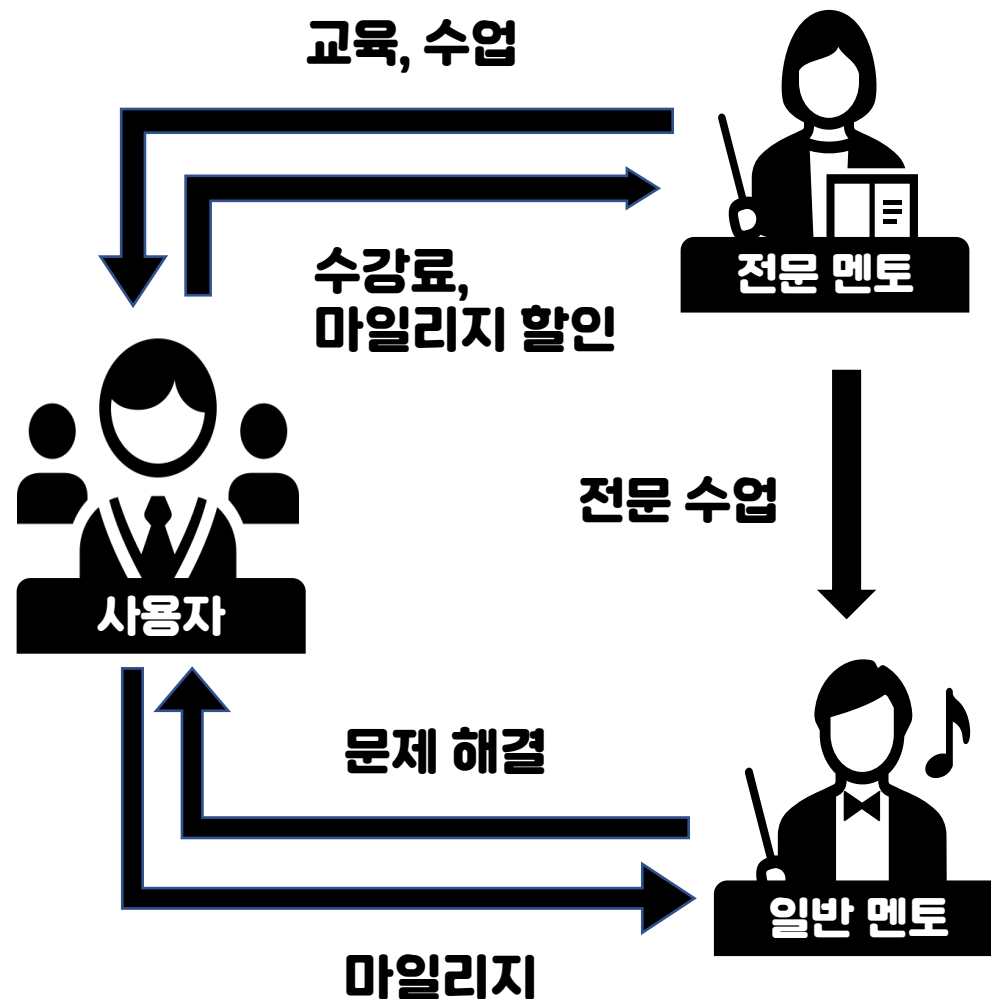 교육, 수업
수강료,
마일리지 할인
전문 멘토
전문 수업
사용자
문제 해결
일반 멘토
마일리지